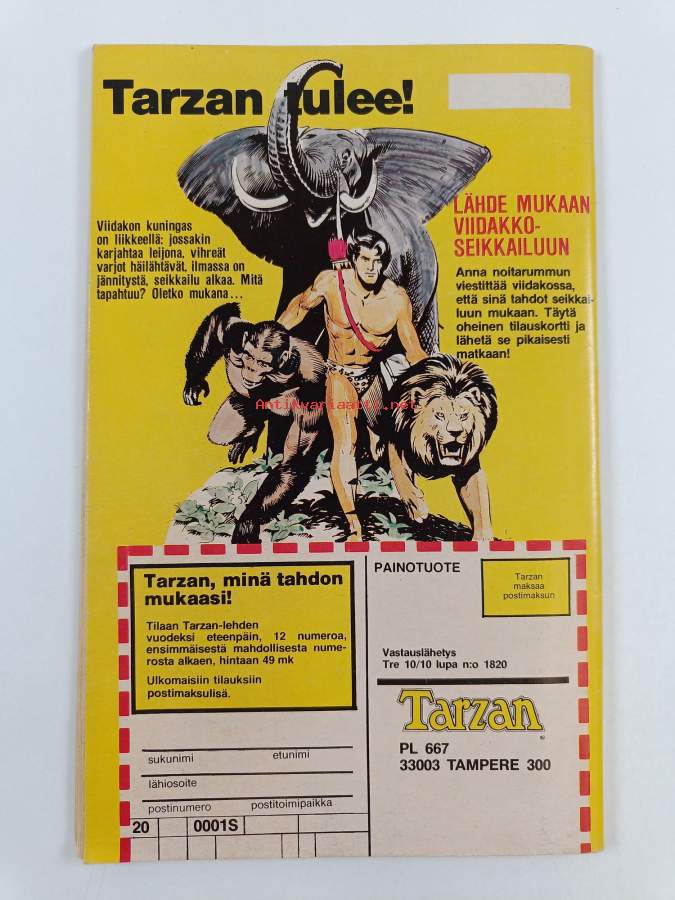 Tarzan tulee!
Viidakon kuningas
on liikkeellä: jossakin
karjahtaa leijona, vihreät
varjot häilähtävät, ilmassa on
jännitystä, seikkailu alkaa. Mitä
tapahtuu? Oletko mukana...
LÄHDE MUKAAN
VIIDAKKO-
SEIKKAILUUN
Anna noitarummun
viestittää viidakossa,
että sinä tahdot seikkai-
luun mukaan. Täytä
oheinen tilauskortti ja
lähetä se pikaisesti
matkaan!
Antikvariaatti.net
Tarzan, minä tahdon
mukaasi!
Tilaan Tarzan-lehden
vuodeksi eteenpäin, 12 numeroa,
ensimmäisestä mahdollisesta nume-
rosta alkaen, hintaan 49 mk
Ulkomaisiin tilauksiin
postimaksulisä.
sukunimi etunimi
lähiosoite
postinumero postitoimipaikka
20 0001S
PAINOTUOTE
Tarzan
maksaa
postimaksun
Vastauslähetys
Tre 10/10 lupa n:o 1820
Tarzan
PL 667
33003 TAMPERE 300